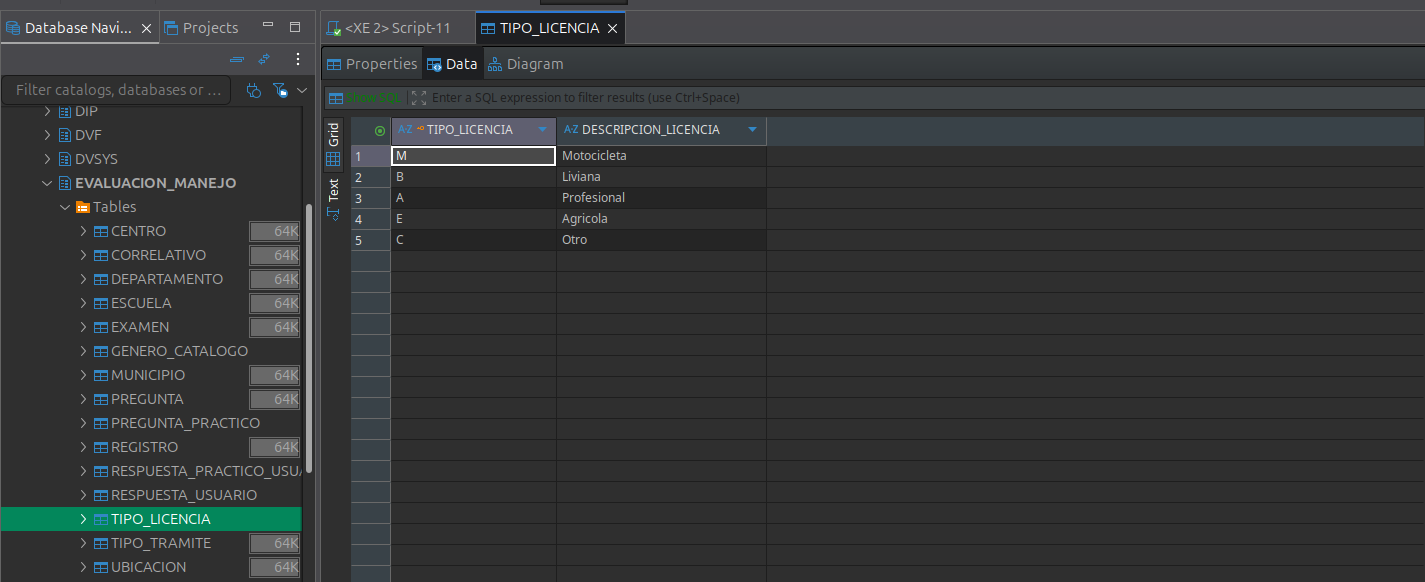 Database Navi... Projects
Filter catalogs, databases or ...
DIP
DVF
DVSYS
EVALUACION_MANEJO
Tables
CENTRO 64K
CORRELATIVO 64K
DEPARTAMENTO 64K
ESCUELA 64K
EXAMEN 64K
GENERO_CATALOGO
MUNICIPIO 64K
PREGUNTA 64K
PREGUNTA_PRACTICO
REGISTRO 64K
RESPUESTA_PRACTICO_USUA
RESPUESTA_USUARIO
TIPO_LICENCIA
TIPO_TRAMITE 64K
UBICACION 64K
<XE 2> Script-11 TIPO_LICENCIA
Properties Data Diagram
Show SQL Enter a SQL expression to filter results (use Ctrl+Space)
Grid
Text
A-Z TIPO_LICENCIA A-Z DESCRIPCION_LICENCIA
1 M Motocicleta
2 B Liviana
3 A Profesional
4 E Agricola
5 C Otro